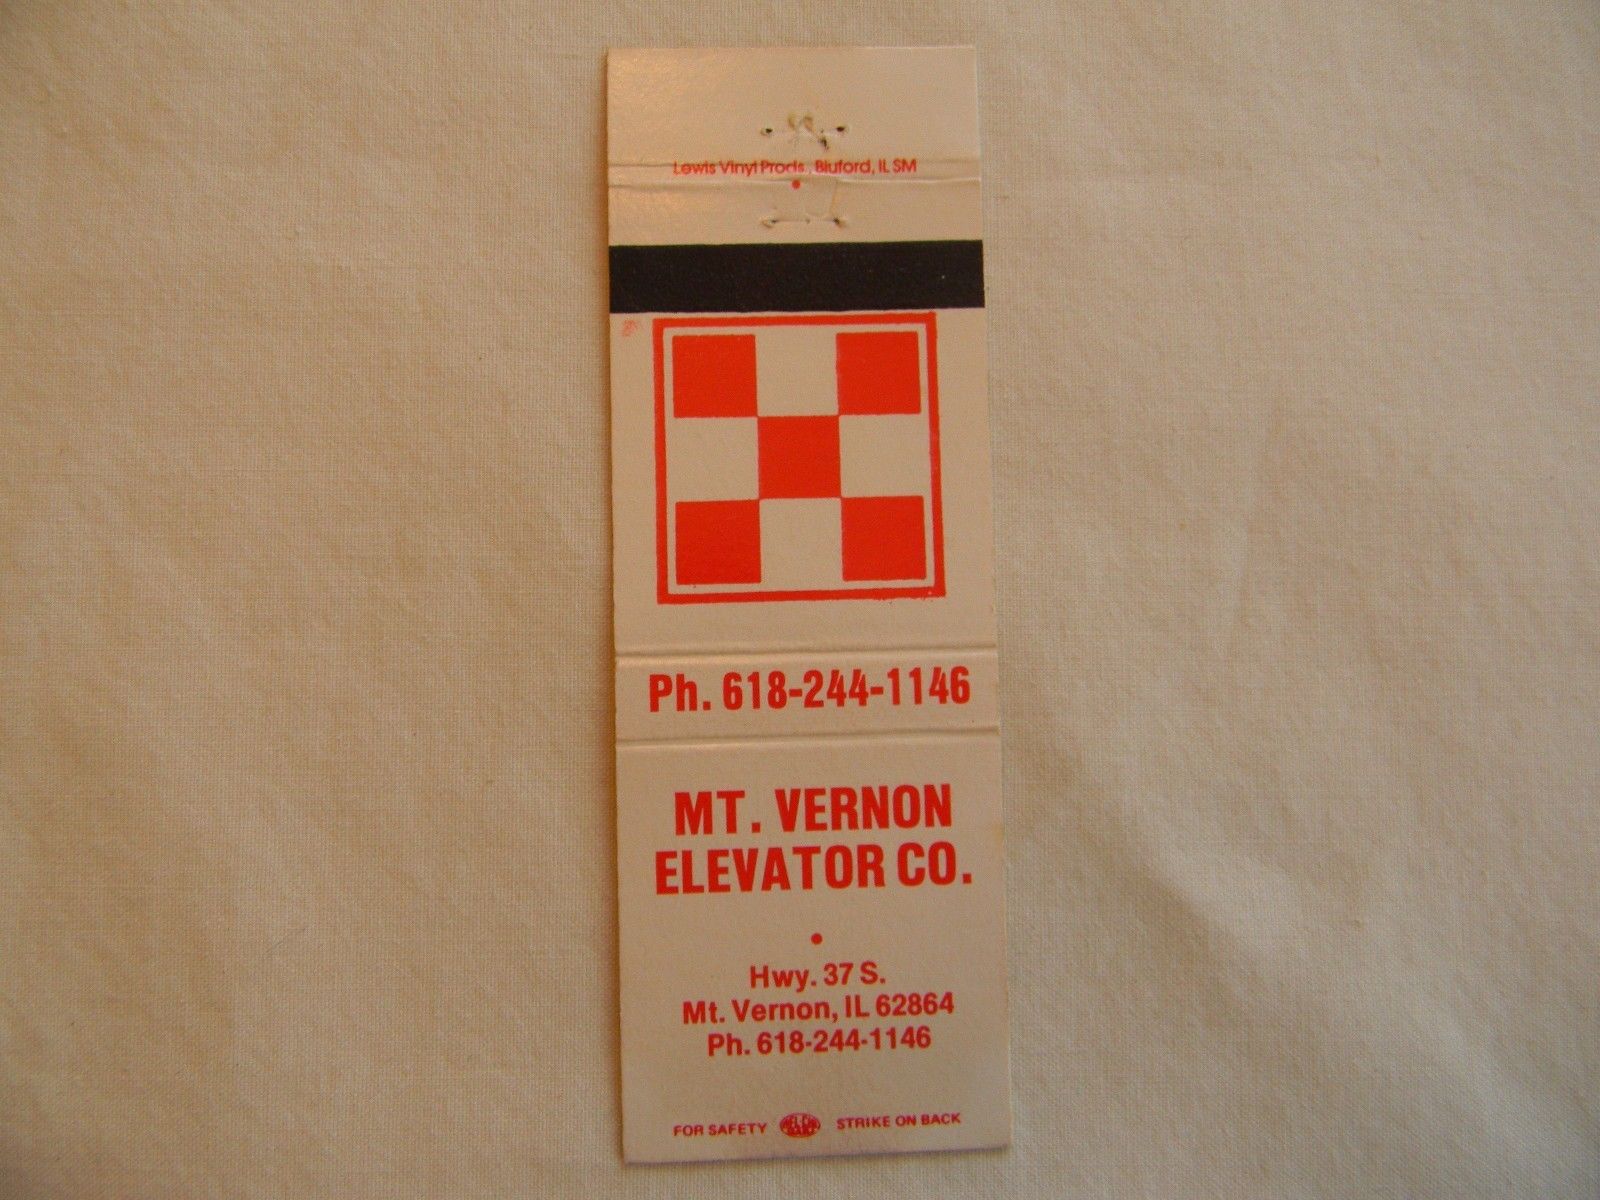 Lewis Vinyl Prods., Bluford, IL SM
Ph. 618-244-1146
MT. VERNON
ELEVATOR CO.
Hwy. 37 S.
Mt. Vernon, IL 62864
Ph. 618-244-1146
FOR SAFETY STRIKE ON BACK